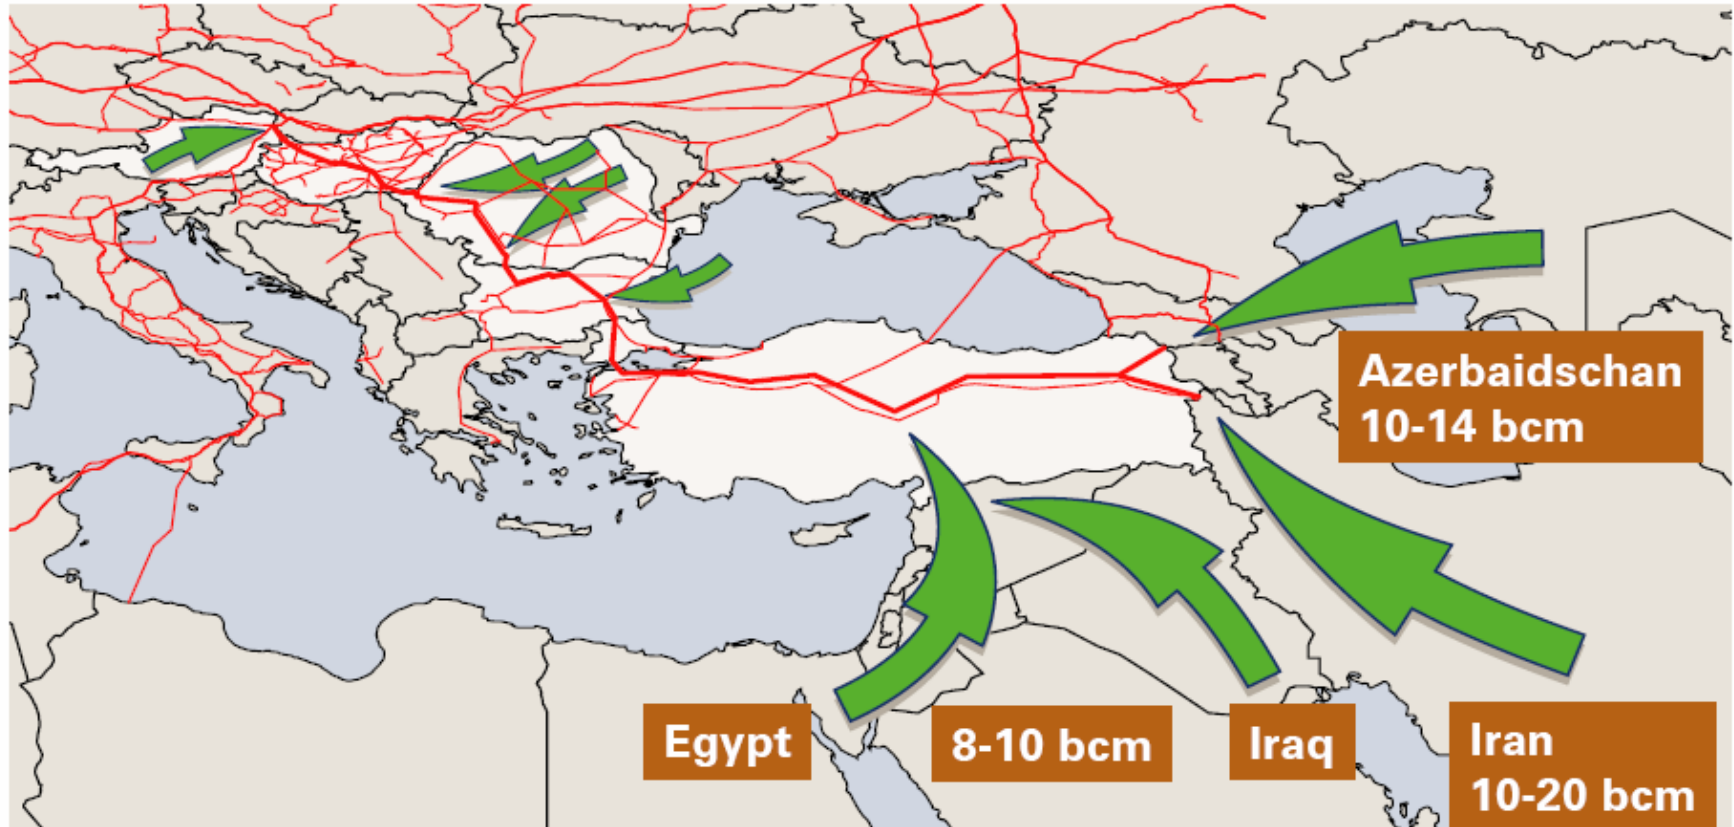 Azerbaidschan
10-14 bcm
Egypt
8-10 bcm
Iraq
Iran
10-20 bcm